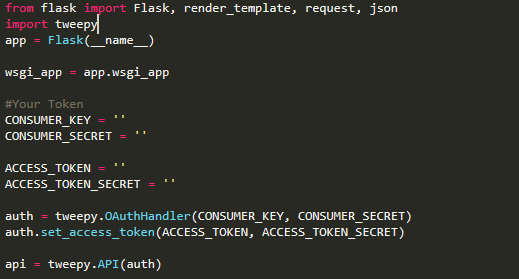 from flask import Flask, render_template, request, json
import tweepy
app = Flask(__name__)
wsgi_app = app.wsgi_app
#Your Token
CONSUMER_KEY = ''
CONSUMER_SECRET = ''
ACCESS_TOKEN = ''
ACCESS_TOKEN_SECRET = ''
auth = tweepy.OAuthHandler(CONSUMER_KEY, CONSUMER_SECRET)
auth.set_access_token(ACCESS_TOKEN, ACCESS_TOKEN_SECRET)
api = tweepy.API(auth)